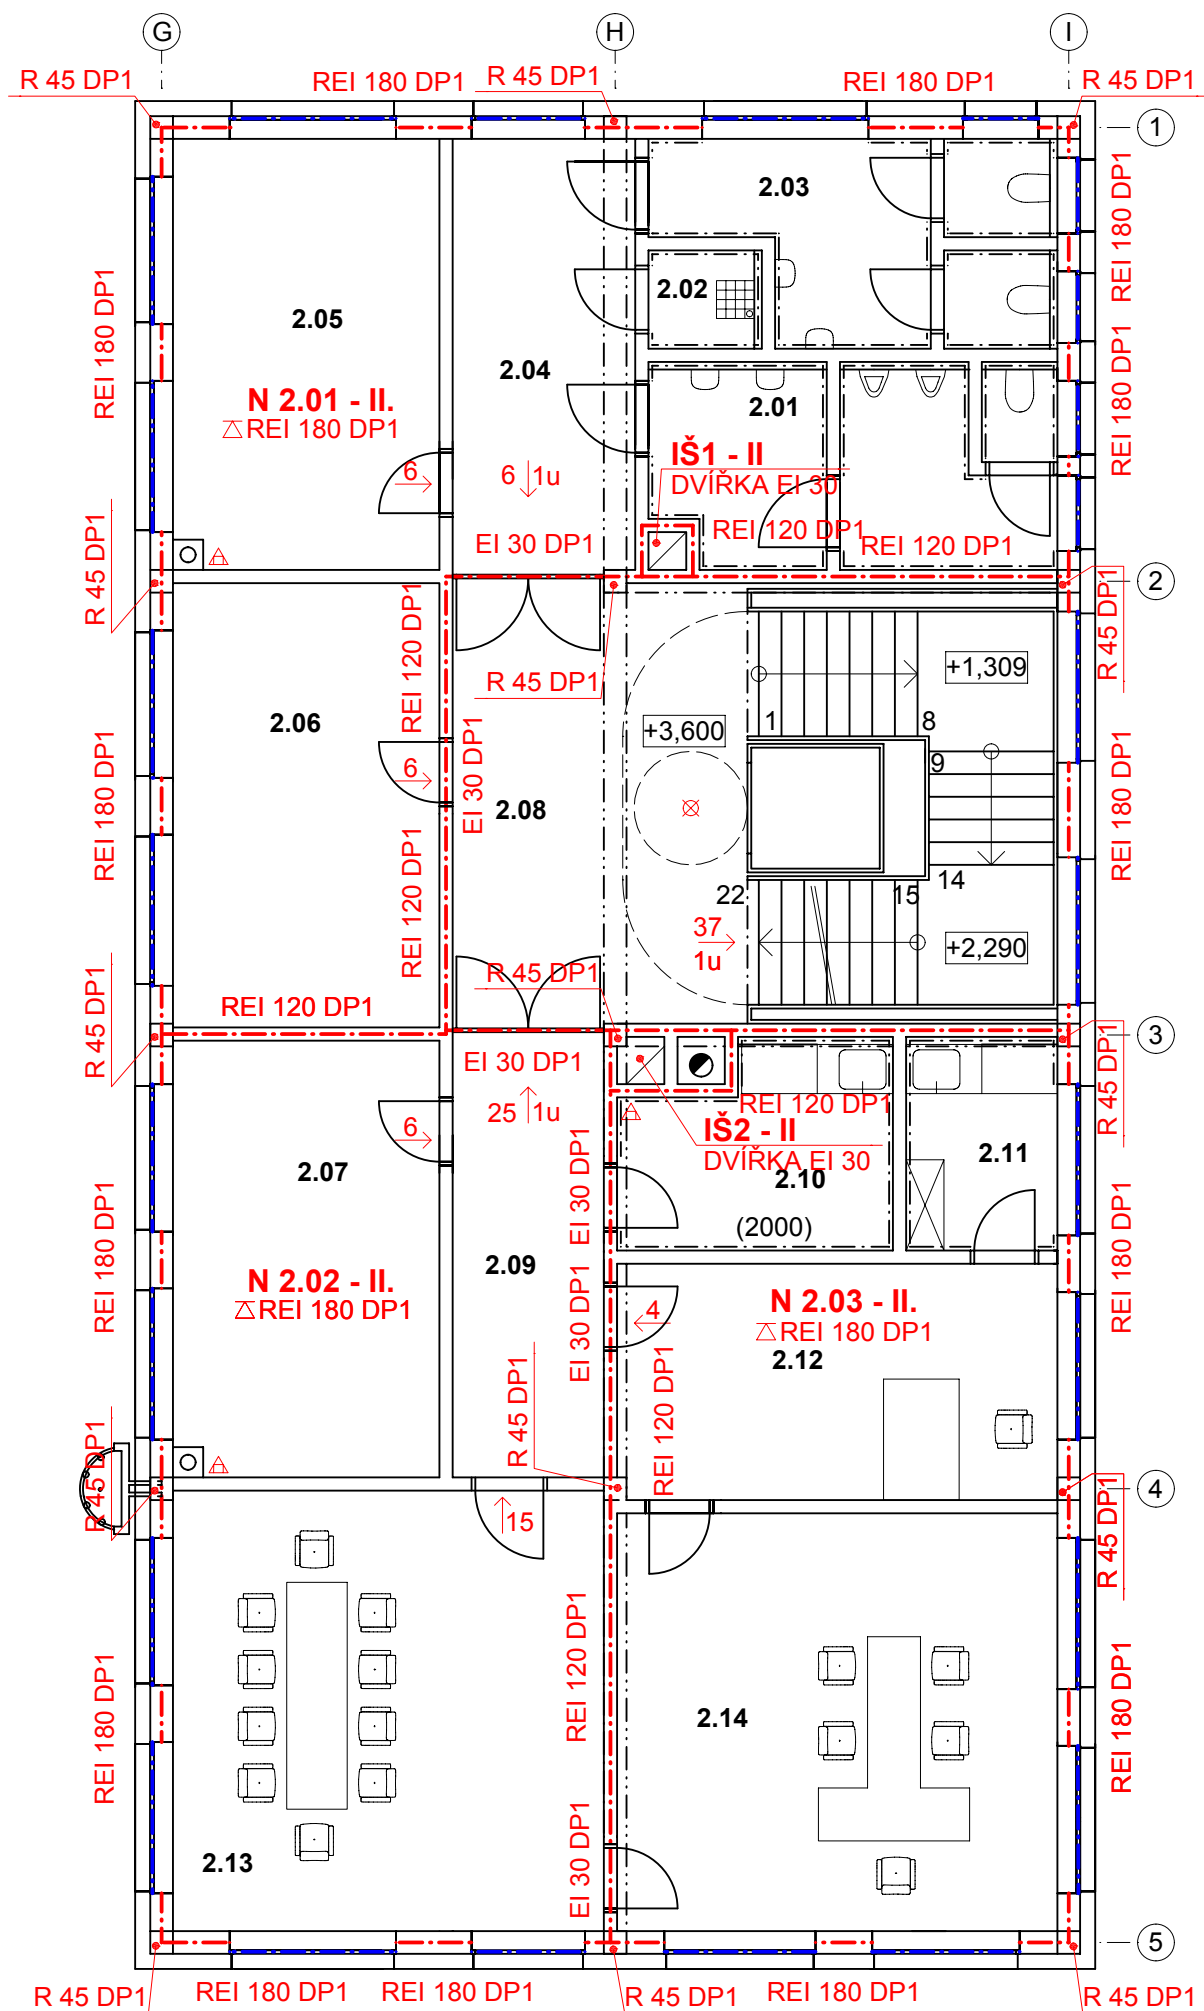 G
H
I
R 45 DP1
REI 180 DP1
R 45 DP1
REI 180 DP1
R 45 DP1
1
2.03
REI 180 DP1
2.02
2.05
REI 180 DP1
2.04
REI 180 DP1
N 2.01 - II.
REI 180 DP1
2.01
IŠ1 - II
DVÍŘKA EI 30
6
6
1u
R 45 DP1
EI 30 DP1
REI 120 DP1
REI 120 DP1
2
R 45 DP1
REI 120 DP1
R 45 DP1
+1,309
2.06
+3,600
1
8
9
6
EI 30 DP1
2.08
REI 180 DP1
REI 180 DP1
REI 120 DP1
22
15
14
37
1u
+2,290
R 45 DP1
R 45 DP1
REI 120 DP1
3
R 45 DP1
EI 30 DP1
25
1u
REI 120 DP1
IŠ2 - II
DVÍŘKA EI 30
6
2.07
2.10
2.11
(2000)
EI 30 DP1
REI 180 DP1
REI 180 DP1
2.09
N 2.02 - II.
REI 180 DP1
N 2.03 - II.
REI 180 DP1
4
EI 30 DP1
2.12
R 45 DP1
R 45 DP1
REI 120 DP1
4
15
R 45 DP1
REI 120 DP1
REI 180 DP1
2.14
REI 180 DP1
2.13
EI 30 DP1
5
R 45 DP1
REI 180 DP1
REI 180 DP1
R 45 DP1
REI 180 DP1
R 45 DP1